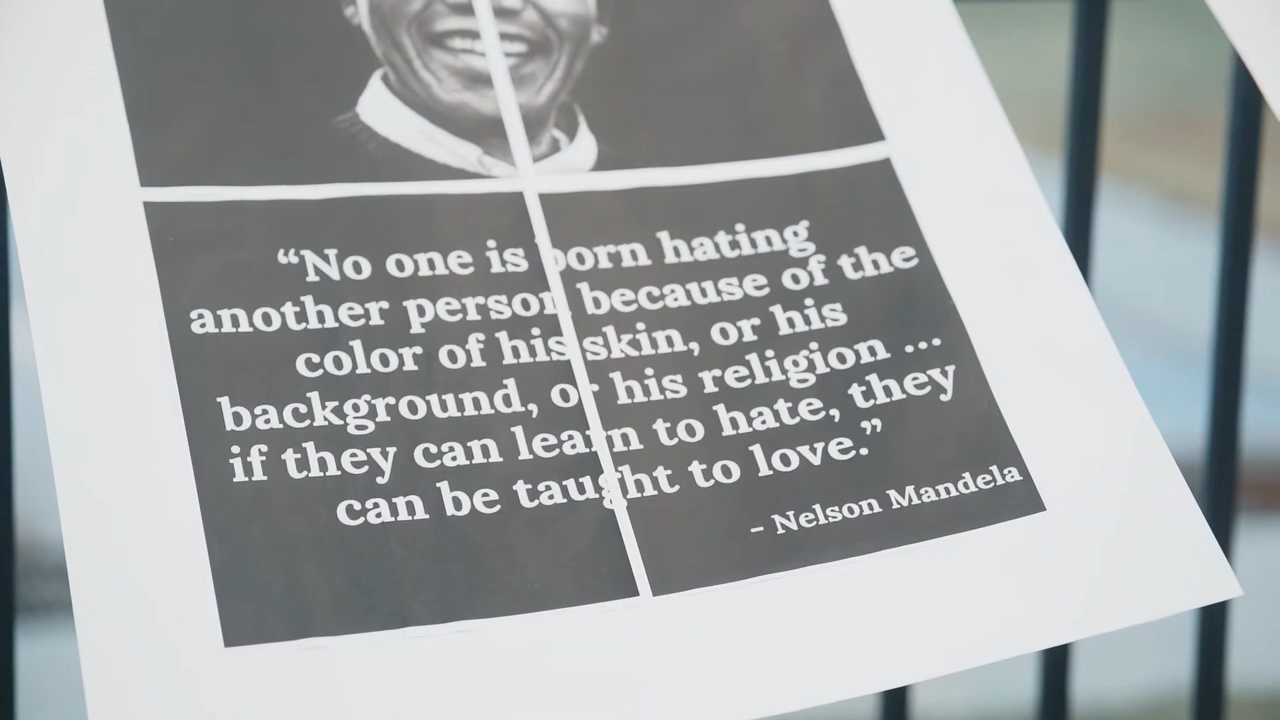 “No one is born hating
another person because of the
color of his skin, or his
background, or his religion ...
if they can learn to hate, they
can be taught to love.”
- Nelson Mandela